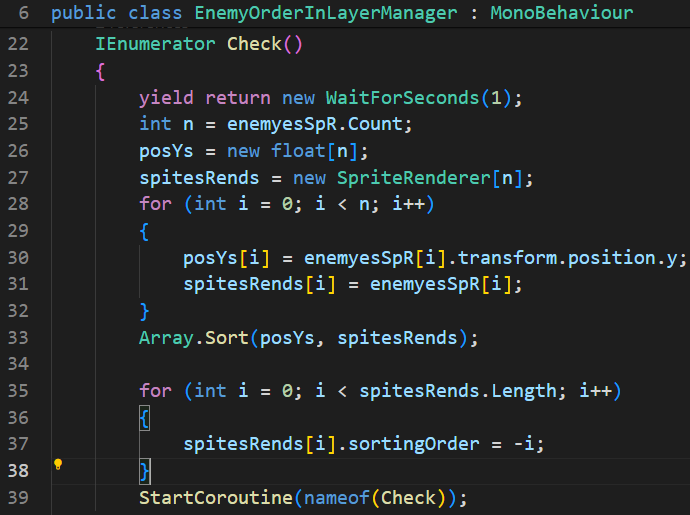 6 public class EnemyOrderInLayerManager : MonoBehaviour
22 IEnumerator Check()
23 {
24 yield return new WaitForSeconds(1);
25 int n = enemyesSpR.Count;
26 posYs = new float[n];
27 spitesRends = new SpriteRenderer[n];
28 for (int i = 0; i < n; i++)
29 {
30 posYs[i] = enemyesSpR[i].transform.position.y;
31 spitesRends[i] = enemyesSpR[i];
32 }
33 Array.Sort(posYs, spitesRends);
34
35 for (int i = 0; i < spitesRends.Length; i++)
36 {
37 spitesRends[i].sortingOrder = -i;
38 }
39 StartCoroutine(nameof(Check));